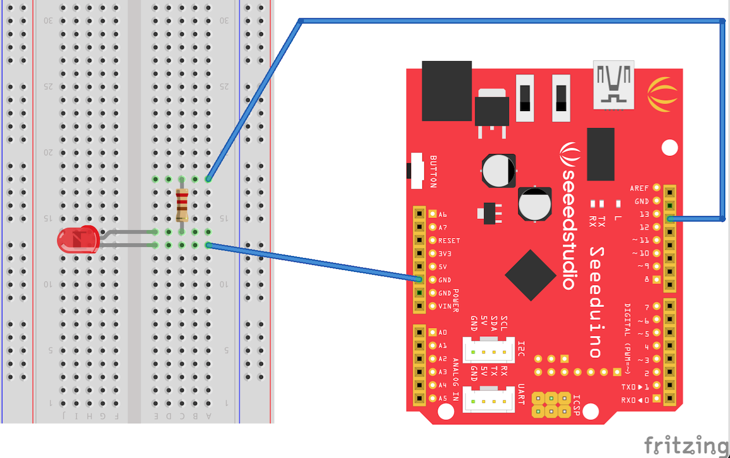 30
30
25
25
20
20
15
15
10
10
5
5
1
1
J I H G F E D C B A
BUTTON
seeedstudio
Seeeduino
TX
RX
L
A6
A7
RESET
3V3
5V
GND
GND
VIN
POWER
A0
A1
A2
A3
A4
A5
ANALOG IN
AREF
GND
13
12
~11
~10
~9
8
7
~6
~5
4
~3
2
TXD▶1
RXD◀0
DIGITAL (PWM=~)
GND
5V
SDA
SCL
I2C
GND
5V
TX
RX
UART
ICSP
fritzing